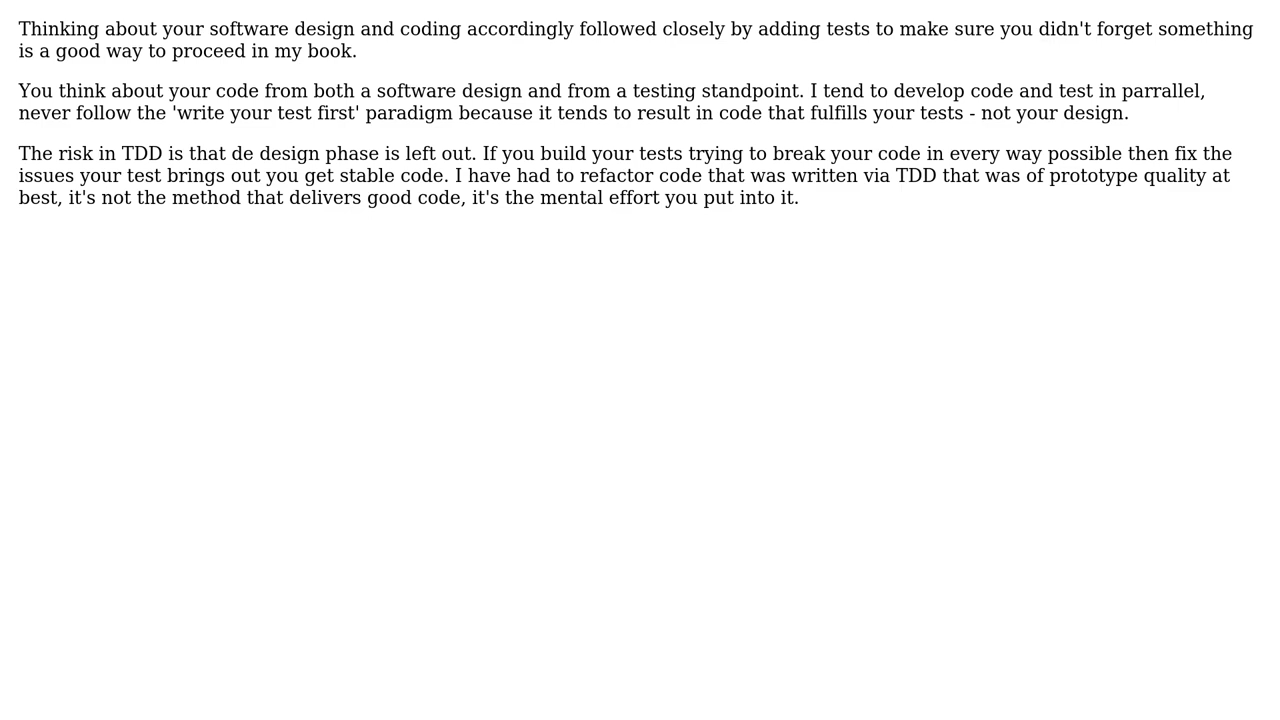 Thinking about your software design and coding accordingly followed closely by adding tests to make sure you didn't forget something
is a good way to proceed in my book.
You think about your code from both a software design and from a testing standpoint. I tend to develop code and test in parrallel,
never follow the 'write your test first' paradigm because it tends to result in code that fulfills your tests - not your design.
The risk in TDD is that de design phase is left out. If you build your tests trying to break your code in every way possible then fix the
issues your test brings out you get stable code. I have had to refactor code that was written via TDD that was of prototype quality at
best, it's not the method that delivers good code, it's the mental effort you put into it.